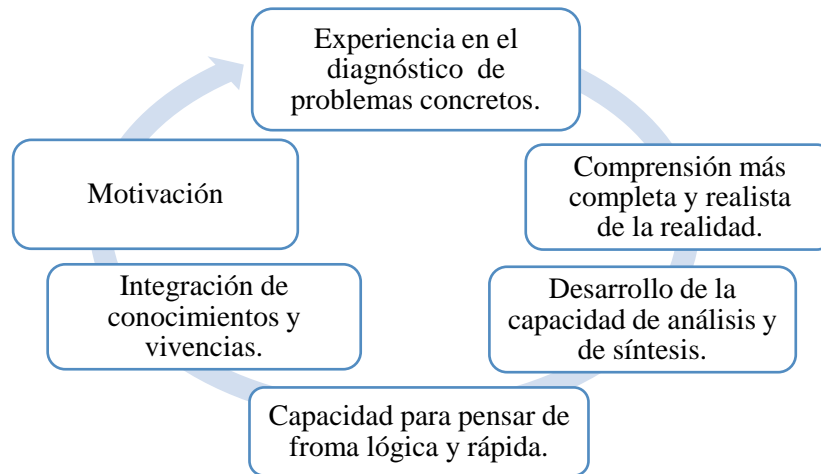 Experiencia en el
diagnóstico de
problemas concretos.
Comprensión más
completa y realista
de la realidad.
Desarrollo de la
capacidad de análisis y
de síntesis.
Capacidad para pensar de
froma lógica y rápida.
Integración de
conocimientos y
vivencias.
Motivación